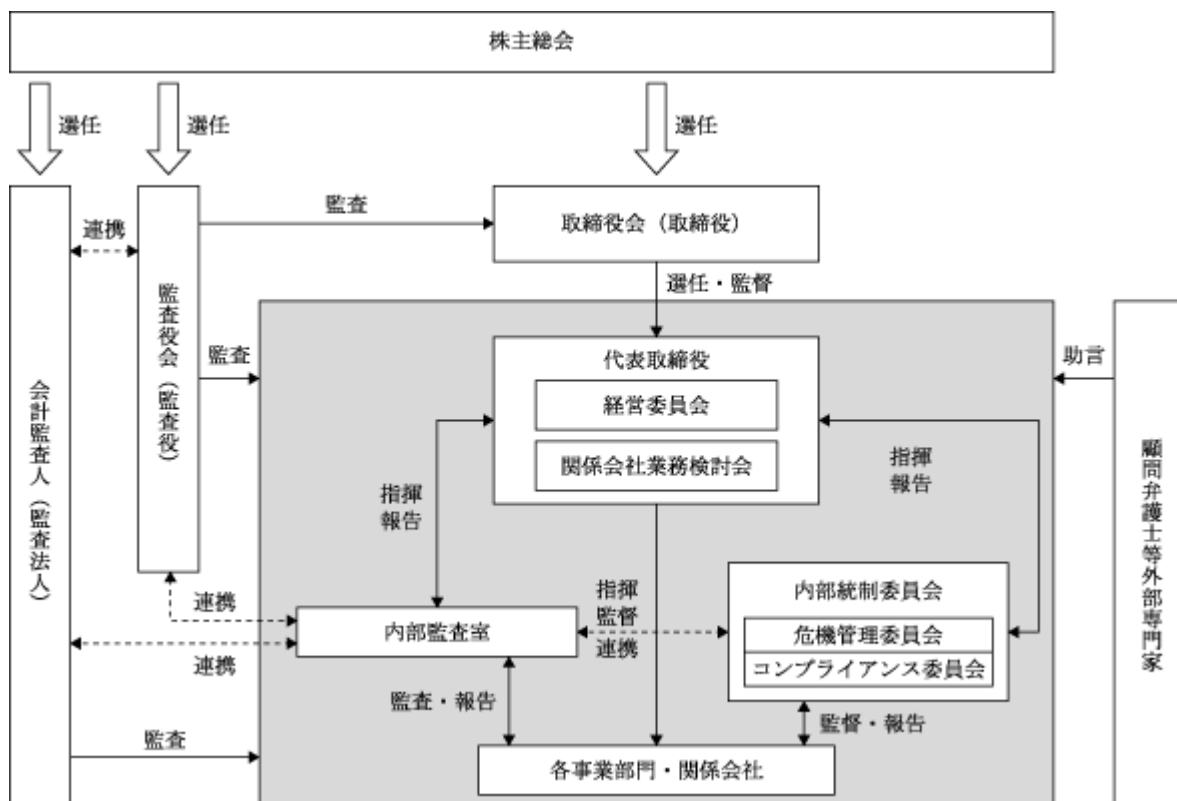 株主総会
選任
選任
選任
連携
監査
取締役会（取締役）
選任・監督
監査役会（監査役）
監査
会計監査人（監査法人）
代表取締役
経営委員会
関係会社業務検討会
助言
顧問弁護士等外部専門家
指揮
報告
指揮
報告
連携
連携
内部監査室
指揮
監督
連携
内部統制委員会
危機管理委員会
コンプライアンス委員会
監査・報告
監督・報告
監査
各事業部門・関係会社